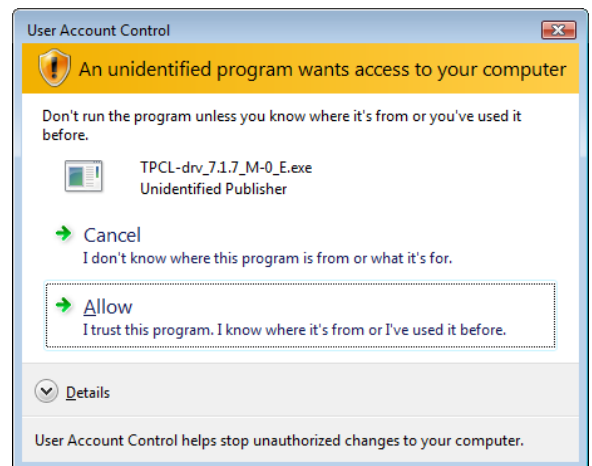 User Account Control
An unidentified program wants access to your computer
Don't run the program unless you know where it's from or you've used it
before.
TPCL-drv_7.1.7_M-0_E.exe
Unidentified Publisher
Cancel
I don't know where this program is from or what it's for.
Allow
I trust this program. I know where it's from or I've used it before.
Details
User Account Control helps stop unauthorized changes to your computer.